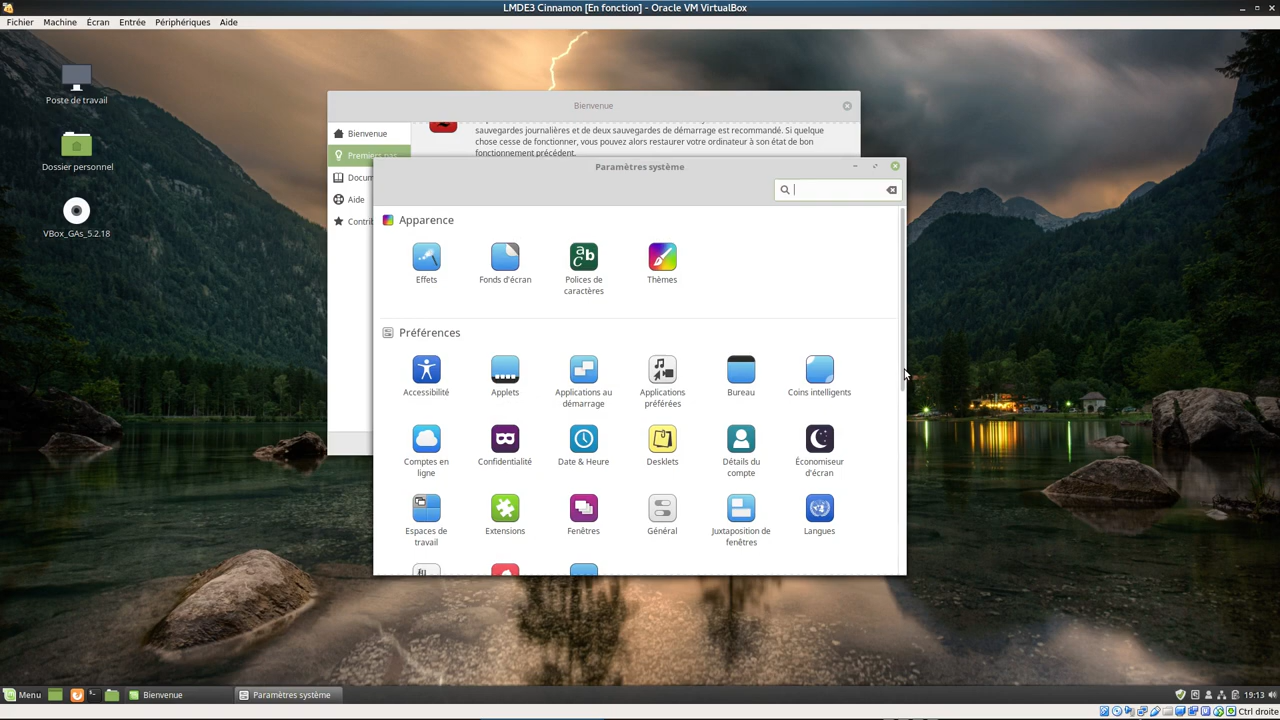 LMDE3 Cinnamon [En fonction] - Oracle VM VirtualBox
Fichier Machine Écran Entrée Périphériques Aide
Poste de travail
Dossier personnel
VBox_GAs_5.2.18
Bienvenue
Bienvenue
Premiers pas
Docum
Aide
Contrib
sauvegardes journalières et de deux sauvegardes de démarrage est recommandé. Si quelque
chose cesse de fonctionner, vous pouvez alors restaurer votre ordinateur à son état de bon
fonctionnement précédent.
Paramètres système
Apparence
Effets
Fonds d'écran
Polices de
caractères
Thèmes
Préférences
Accessibilité
Applets
Applications au
démarrage
Applications
préférées
Bureau
Coins intelligents
Comptes en
ligne
Confidentialité
Date & Heure
Desklets
Détails du
compte
Économiseur
d'écran
Espaces de
travail
Extensions
Fenêtres
Général
Juxtaposition de
fenêtres
Langues
Menu
Bienvenue
Paramètres système
19:13
Ctrl droite